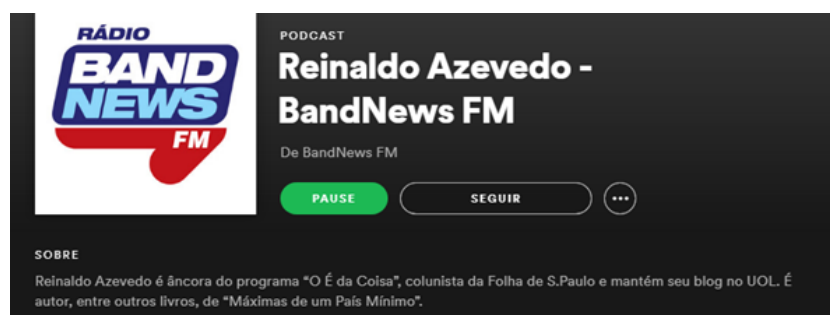 RÁDIO
BAND
NEWS
FM
PODCAST
Reinaldo Azevedo -
BandNews FM
De BandNews FM
PAUSE
SEGUIR
SOBRE
Reinaldo Azevedo é âncora do programa “O É da Coisa”, colunista da Folha de S.Paulo e mantém seu blog no UOL. É
autor, entre outros livros, de “Máximas de um País Mínimo”.